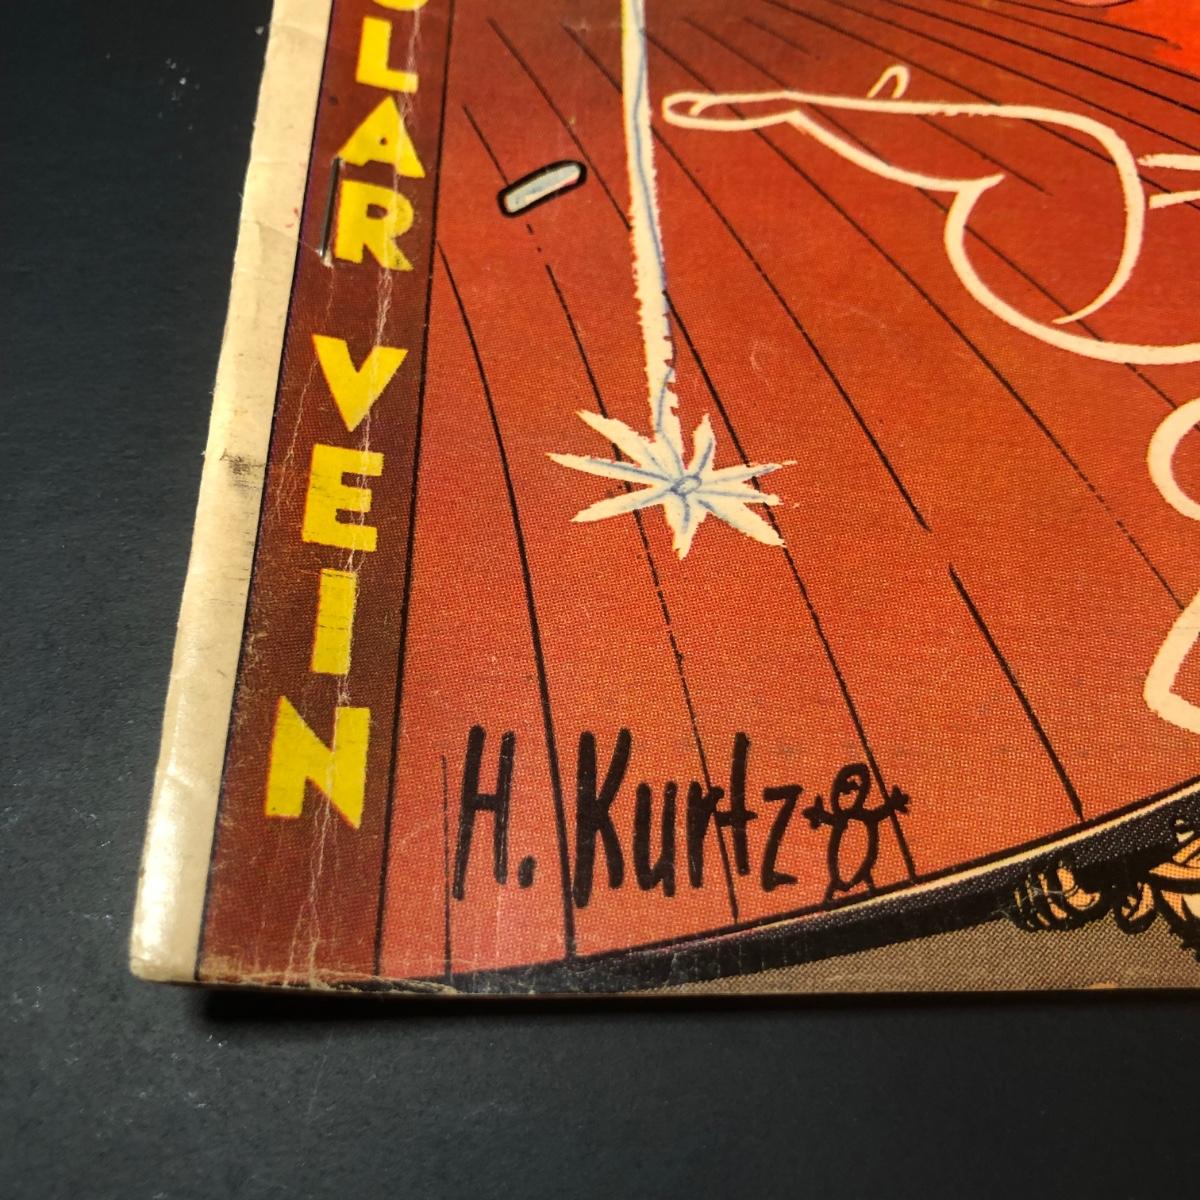 LAR VEIN
H. Kurtz